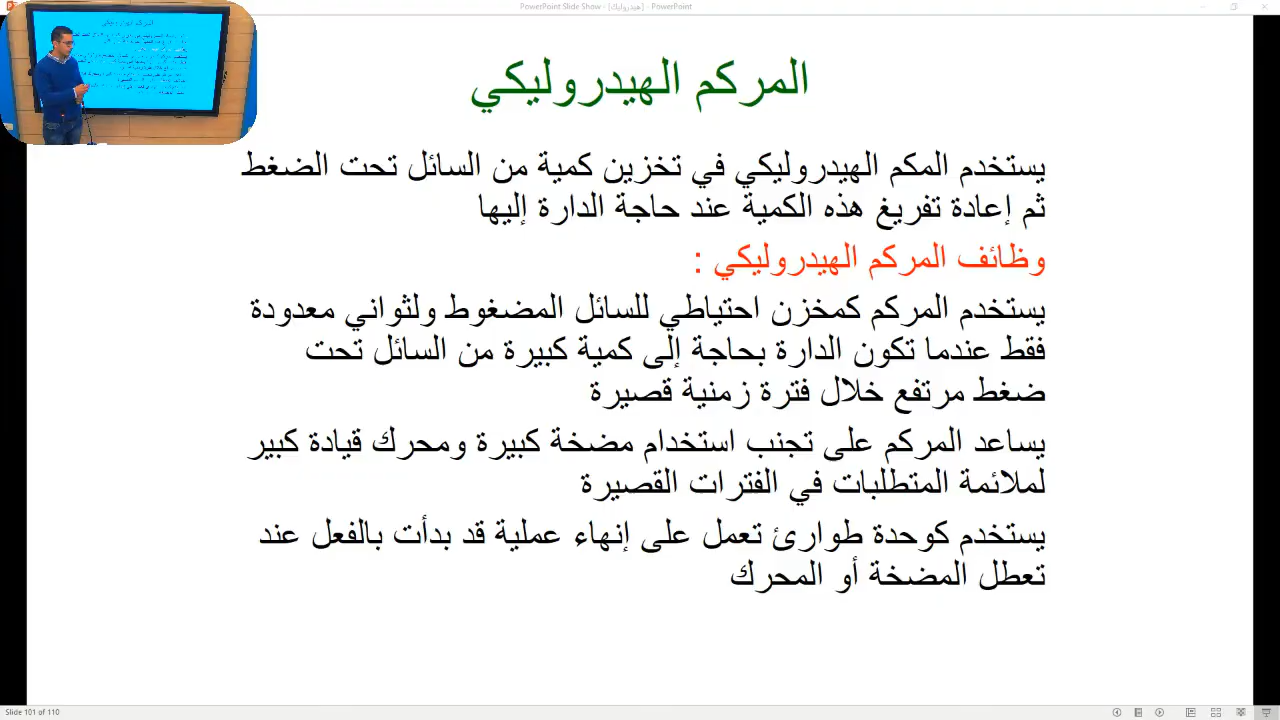 PowerPoint Slide Show - [هيدروليك] - PowerPoint
المركم الهيدروليكي
يستخدم المكم الهيدروليكي في تخزين كمية من السائل تحت الضغط
ثم إعادة تفريغ هذه الكمية عند حاجة الدارة إليها
وظائف المركم الهيدروليكي :
يستخدم المركم كمخزن احتياطي للسائل المضغوط ولثواني معدودة
فقط عندما تكون الدارة بحاجة إلى كمية كبيرة من السائل تحت
ضغط مرتفع خلال فترة زمنية قصيرة
يساعد المركم على تجنب استخدام مضخة كبيرة ومحرك قيادة كبير
لملائمة المتطلبات في الفترات القصيرة
يستخدم كوحدة طوارئ تعمل على إنهاء عملية قد بدأت بالفعل عند
تعطل المضخة أو المحرك
Slide 101 of 110